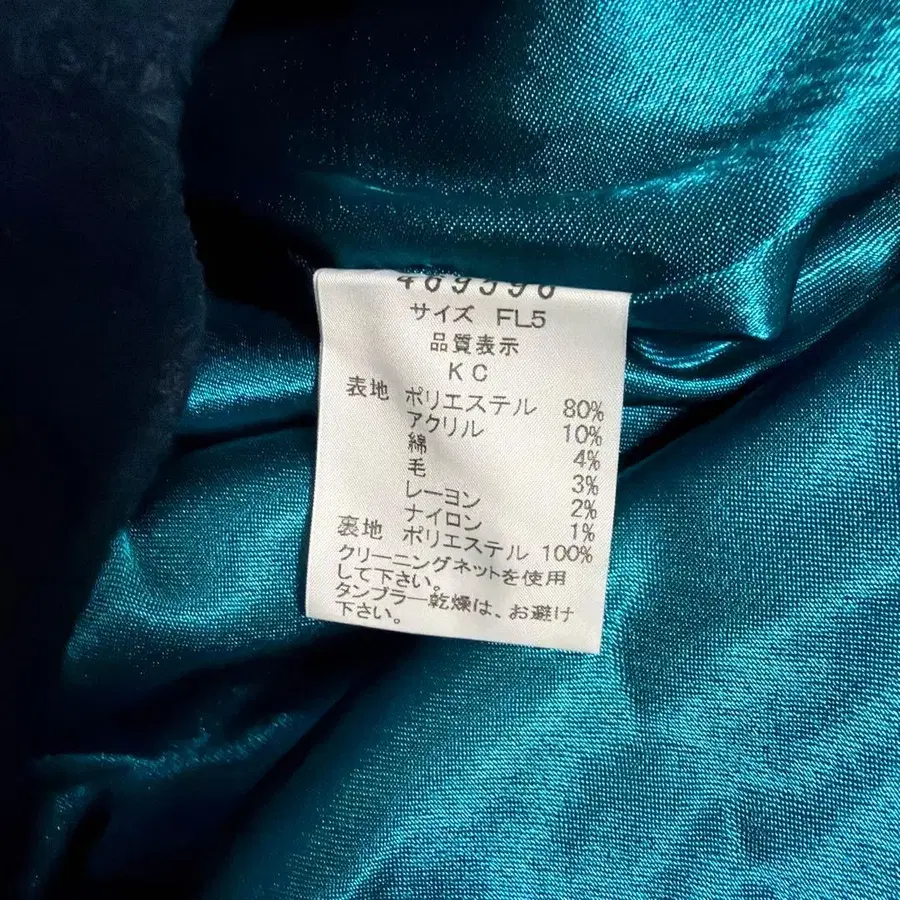 469596
サイズ FL5
品質表示
KC
表地 ポリエステル 80%
アクリル 10%
綿 4%
毛 3%
レーヨン 2%
ナイロン 1%
裏地 ポリエステル 100%
クリーニングネットを使用
して下さい。
タンブラー乾燥は、お避け
下さい。